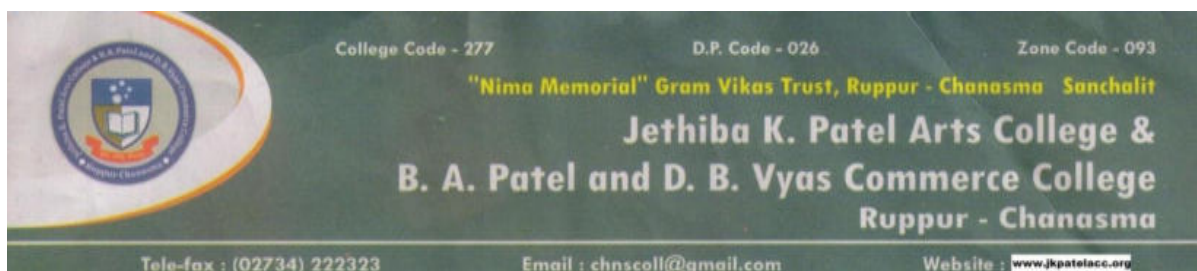 College Code - 277 D.P. Code - 026 Zone Code - 093
"Nima Memorial" Gram Vikas Trust, Ruppur - Chanasma Sanchalit
Jethiba K. Patel Arts College &
B. A. Patel and D. B. Vyas Commerce College
Ruppur - Chanasma
Tele-fax : (02734) 222323 Email : chnscoll@gmail.com Website : www.jkpatelacc.org